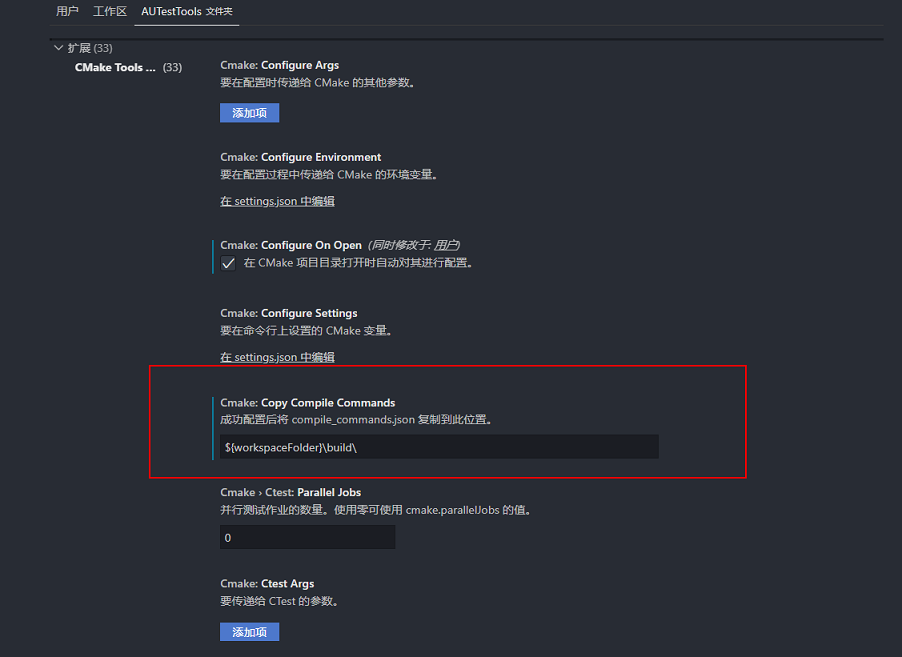 用户 工作区 AUTestTools 文件夹
扩展 (33)
CMake Tools ... (33)
Cmake: Configure Args
要在配置时传递给 CMake 的其他参数。
添加项
Cmake: Configure Environment
要在配置过程中传递给 CMake 的环境变量。
在 settings.json 中编辑
Cmake: Configure On Open (同时修改于: 用户)
在 CMake 项目目录打开时自动对其进行配置。
Cmake: Configure Settings
要在命令行上设置的 CMake 变量。
在 settings.json 中编辑
Cmake: Copy Compile Commands
成功配置后将 compile_commands.json 复制到此位置。
${workspaceFolder}\build\
Cmake › Ctest: Parallel Jobs
并行测试作业的数量。使用零可使用 cmake.parallelJobs 的值。
0
Cmake: Ctest Args
要传递给 CTest 的参数。
添加项